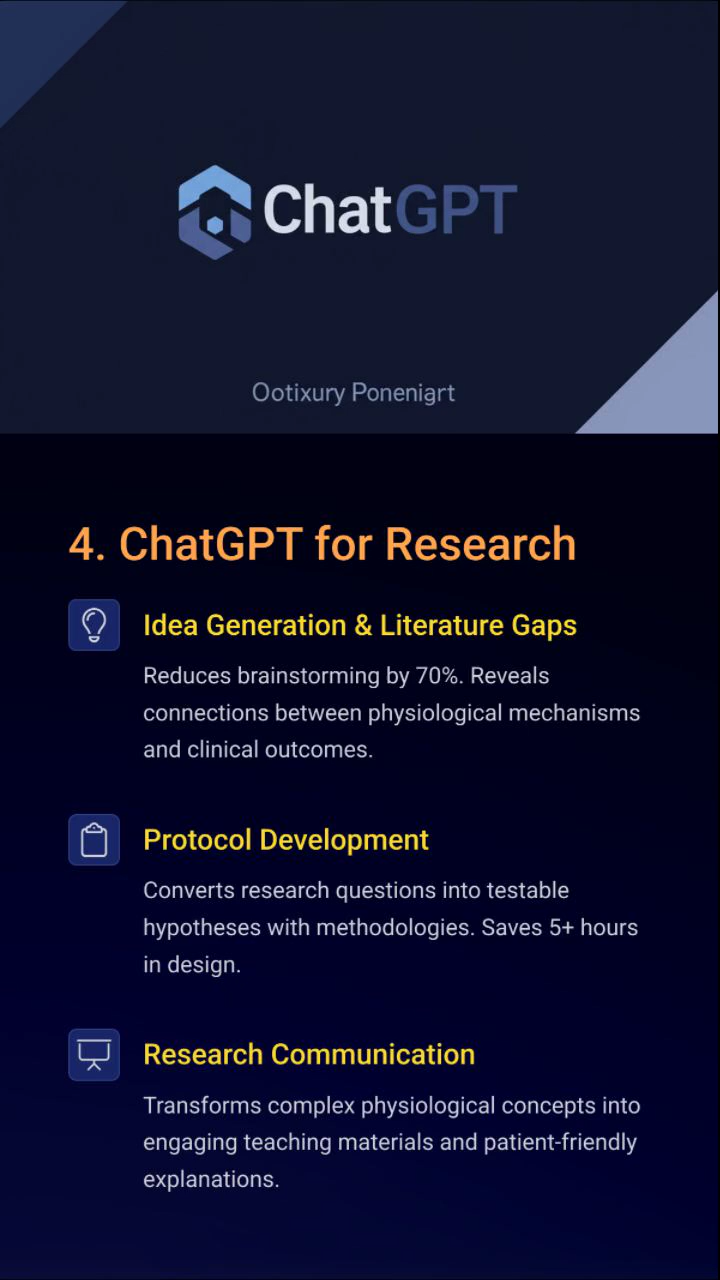 ChatGPT
Ootixury Poneniart
4. ChatGPT for Research
Idea Generation & Literature Gaps
Reduces brainstorming by 70%. Reveals
connections between physiological mechanisms
and clinical outcomes.
Protocol Development
Converts research questions into testable
hypotheses with methodologies. Saves 5+ hours
in design.
Research Communication
Transforms complex physiological concepts into
engaging teaching materials and patient-friendly
explanations.